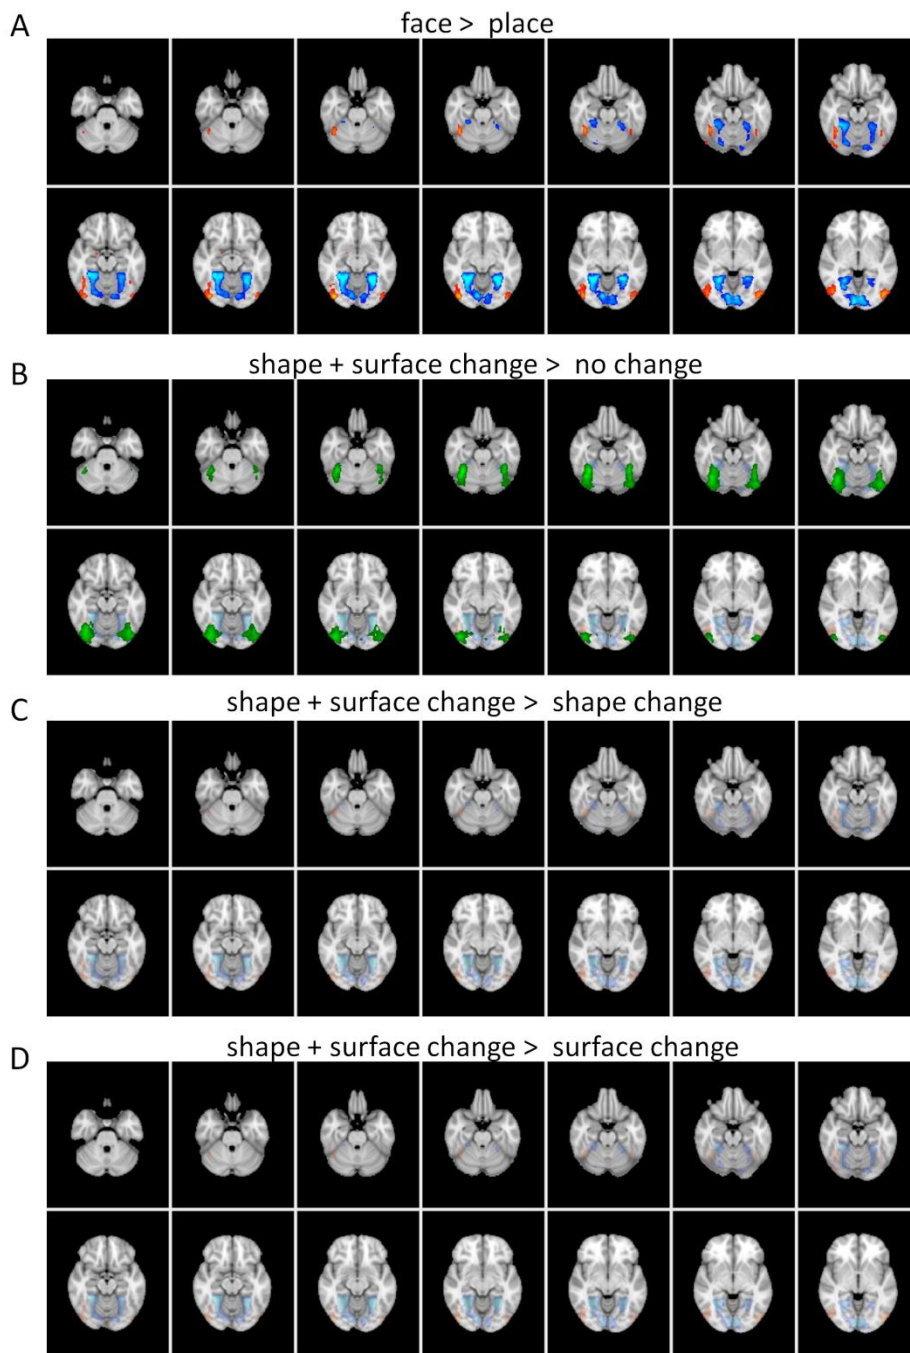 A
face > place
B
shape + surface change > no change
C
shape + surface change > shape change
D
shape + surface change > surface change